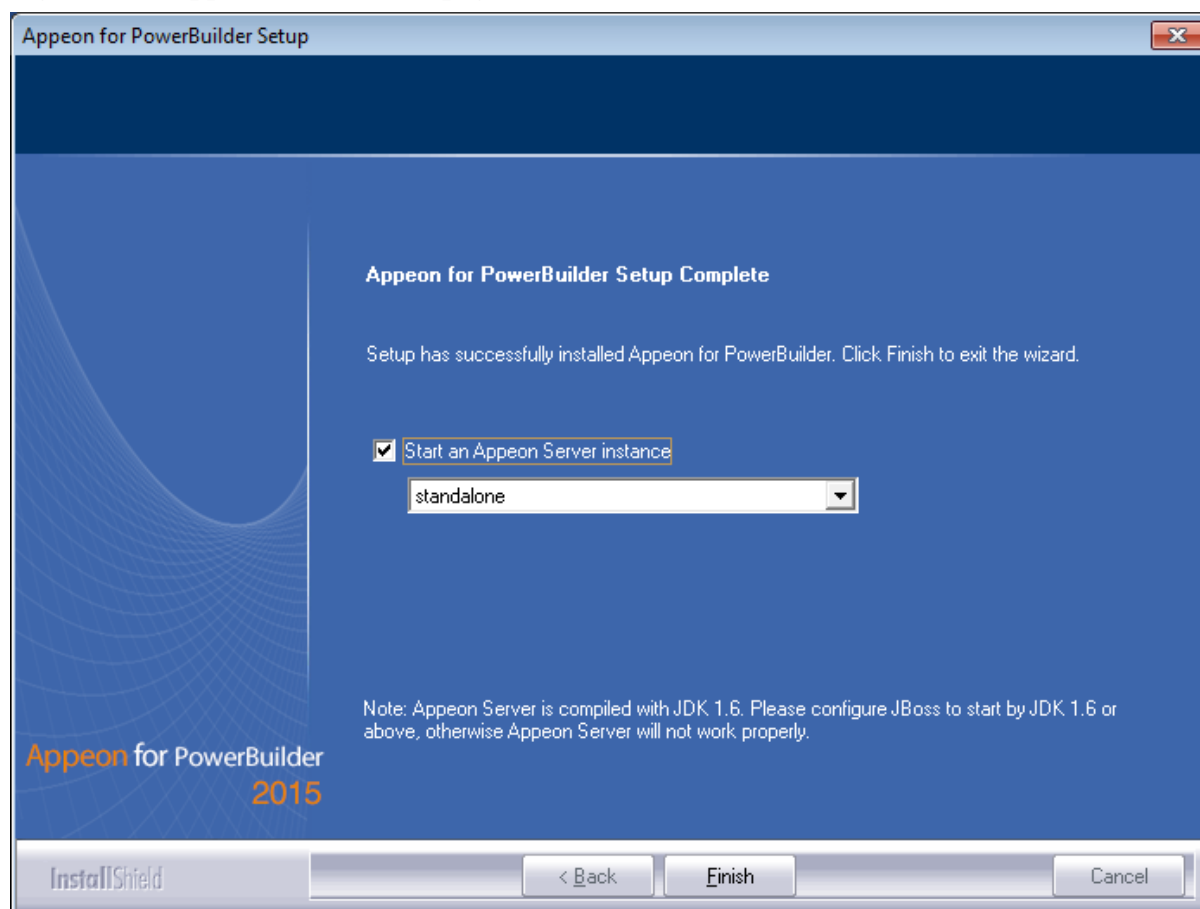 Appeon for PowerBuilder Setup
Appeon for PowerBuilder Setup Complete
Setup has successfully installed Appeon for PowerBuilder. Click Finish to exit the wizard.
Start an Appeon Server instance
standalone
Note: Appeon Server is compiled with JDK 1.6. Please configure JBoss to start by JDK 1.6 or
above, otherwise Appeon Server will not work properly.
Appeon for PowerBuilder
2015
InstallShield
< Back
Finish
Cancel